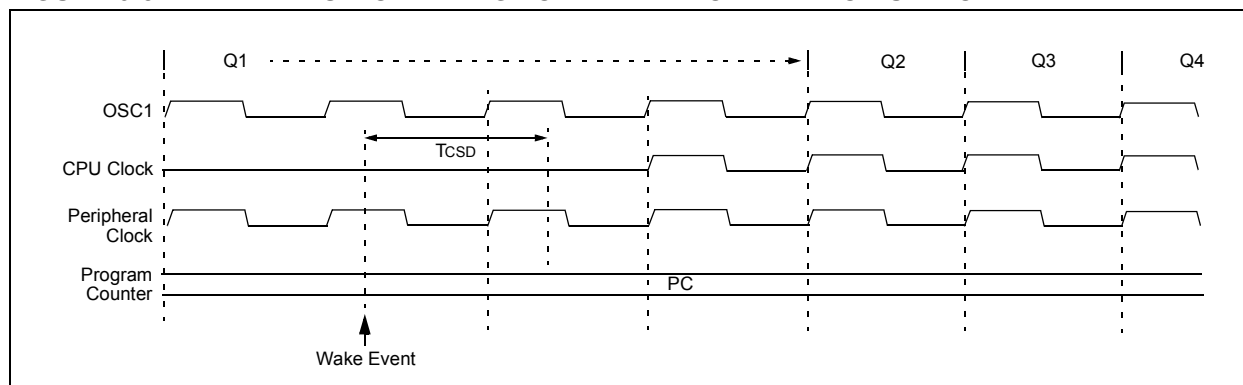 Q1 Q2 Q3 Q4
OSC1
TCSD
CPU Clock
Peripheral
Clock
Program
Counter
PC
Wake Event